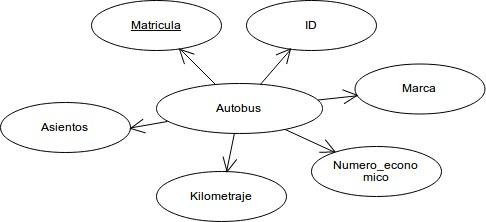 Matricula
ID
Marca
Autobus
Asientos
Numero_econo
mico
Kilometraje